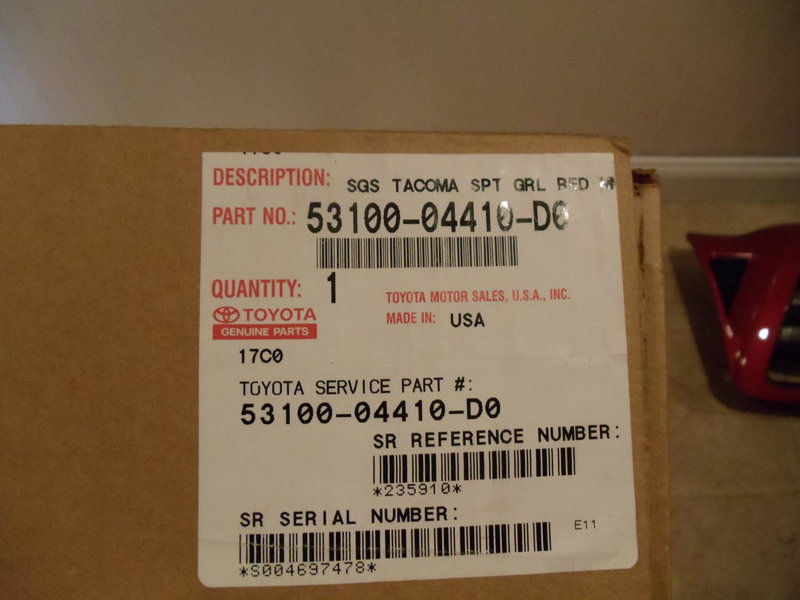 DESCRIPTION: SGS TACOMA SPT GRL RED
PART NO.: 53100-04410-D0
QUANTITY: 1
TOYOTA MOTOR SALES, U.S.A., INC.
TOYOTA
MADE IN: USA
GENUINE PARTS
17C0
TOYOTA SERVICE PART #:
53100-04410-D0
SR REFERENCE NUMBER:
*235910*
SR SERIAL NUMBER:
E11
*S004697478*